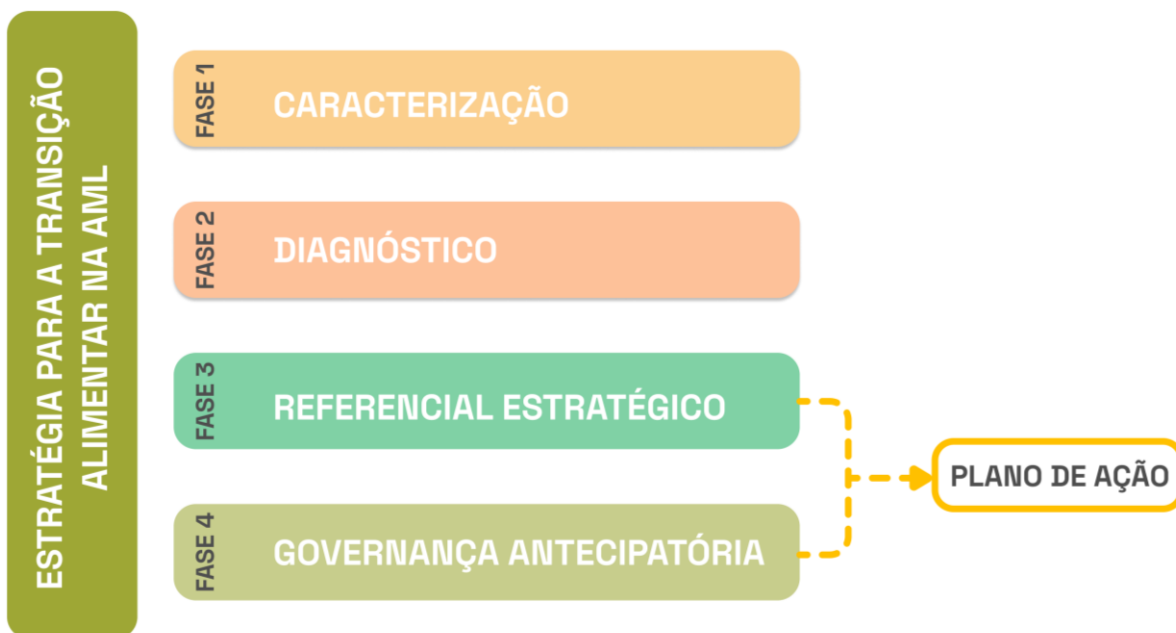 ESTRATÉGIA PARA A TRANSIÇÃO
ALIMENTAR NA AML
FASE 1
CARACTERIZAÇÃO
FASE 2
DIAGNÓSTICO
FASE 3
REFERENCIAL ESTRATÉGICO
FASE 4
GOVERNANÇA ANTECIPATÓRIA
PLANO DE AÇÃO